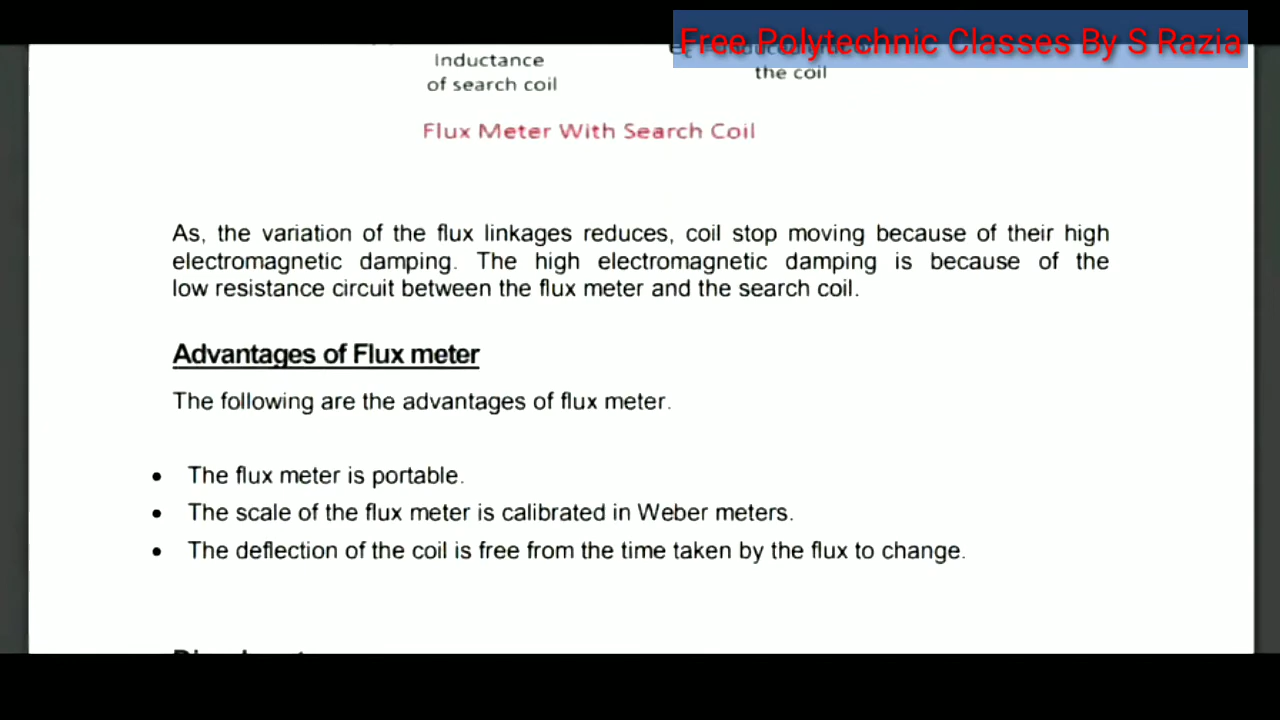 Free Polytechnic Classes By S Razia
Inductance
of search coil
the coil
Flux Meter With Search Coil
As, the variation of the flux linkages reduces, coil stop moving because of their high
electromagnetic damping. The high electromagnetic damping is because of the
low resistance circuit between the flux meter and the search coil.
Advantages of Flux meter
The following are the advantages of flux meter.
• The flux meter is portable.
• The scale of the flux meter is calibrated in Weber meters.
• The deflection of the coil is free from the time taken by the flux to change.